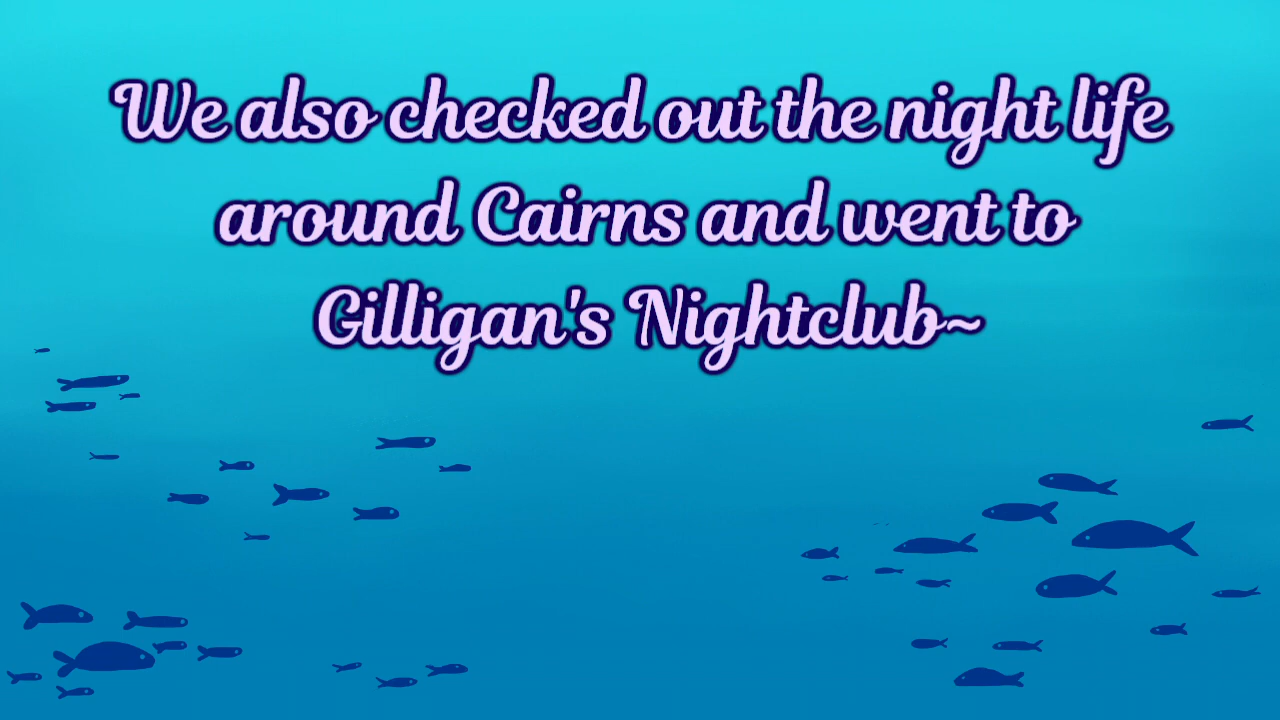 We also checked out the night life
around Cairns and went to
Gilligan's Nightclub~